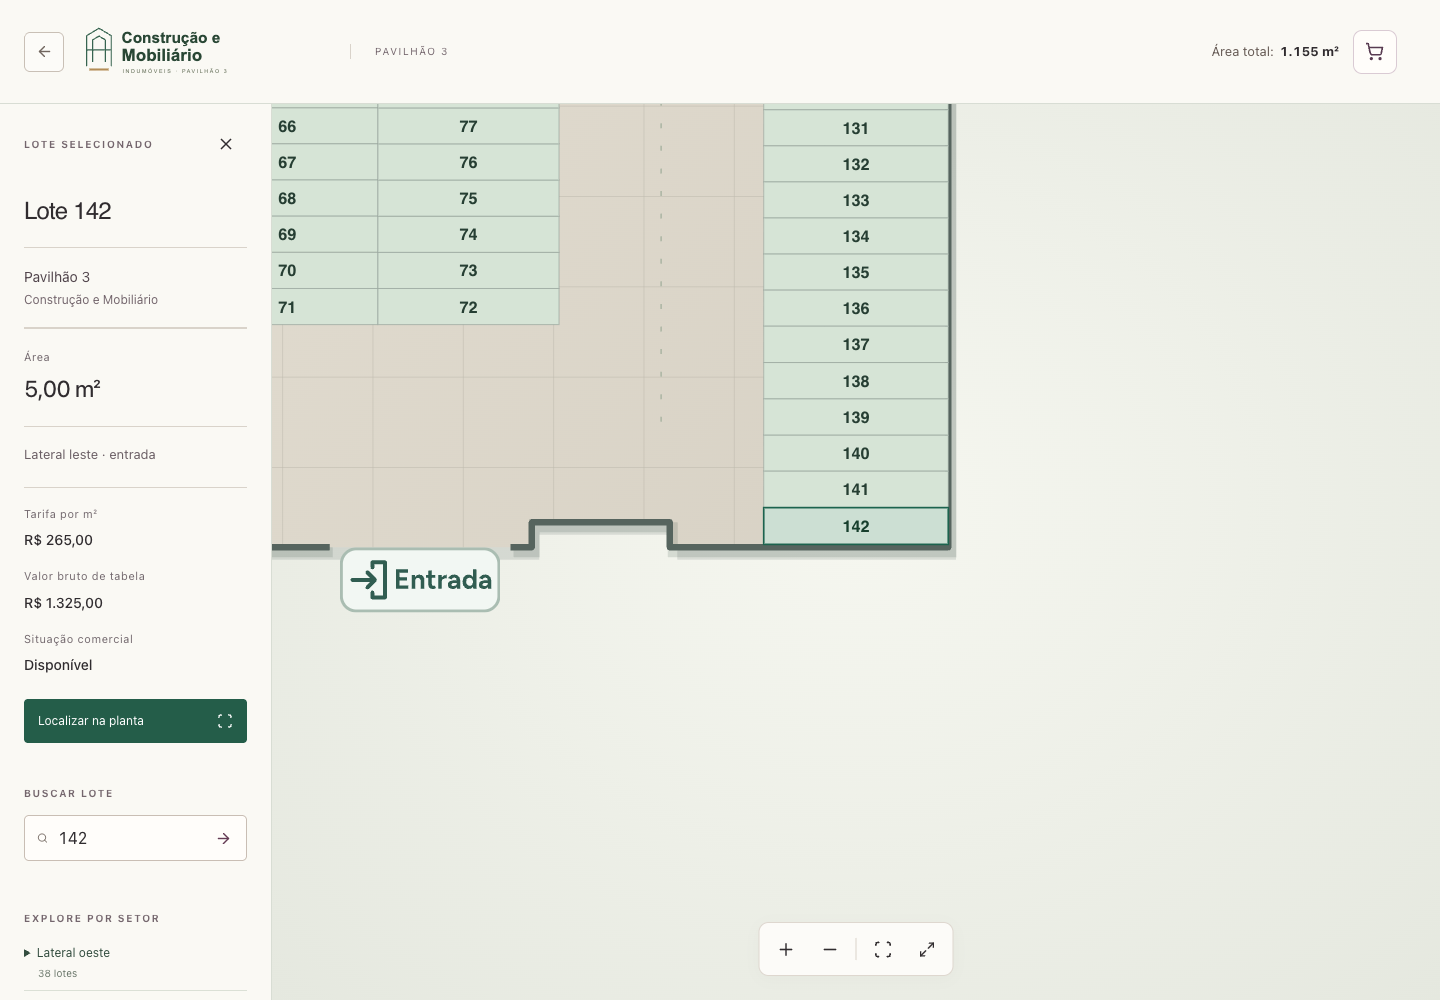 Construção e
Mobiliário
INDUMÓVEIS · PAVILHÃO 3
PAVILHÃO 3
Área total: 1.155 m²
LOTE SELECIONADO
Lote 142
Pavilhão 3
Construção e Mobiliário
Área
5,00 m²
Lateral leste · entrada
Tarifa por m²
R$ 265,00
Valor bruto de tabela
R$ 1.325,00
Situação comercial
Disponível
Localizar na planta
BUSCAR LOTE
142
EXPLORE POR SETOR
Lateral oeste
38 lotes
66 77
67 76
68 75
69 74
70 73
71 72
131
132
133
134
135
136
137
138
139
140
141
142
Entrada